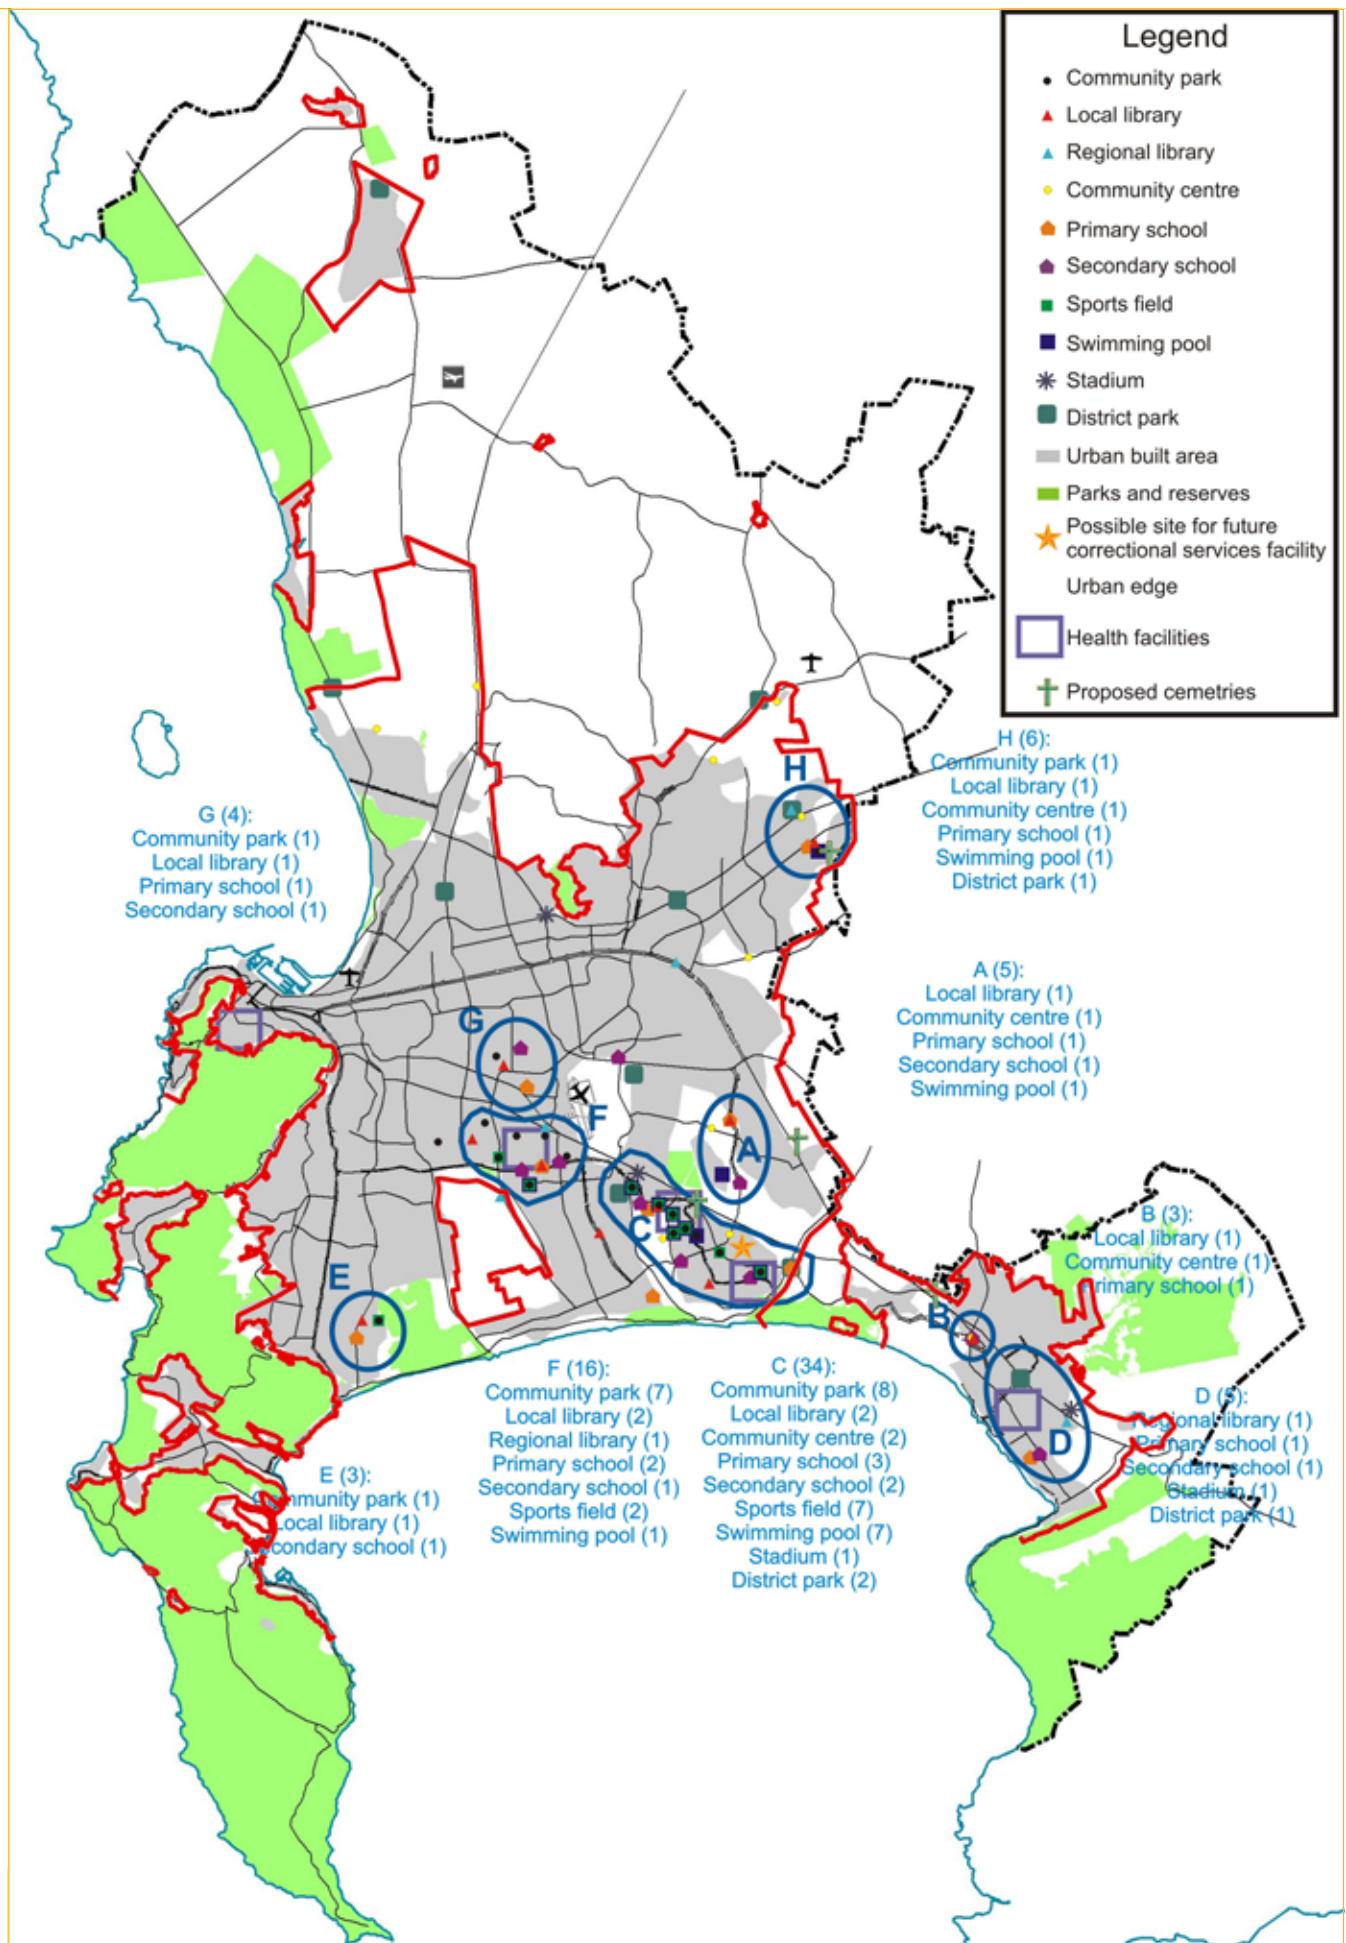 Legend
Community park
Local library
Regional library
Community centre
Primary school
Secondary school
Sports field
Swimming pool
Stadium
District park
Urban built area
Parks and reserves
Possible site for future
correctional services facility
Urban edge
Health facilities
Proposed cemetries
H (6):
Community park (1)
Local library (1)
Community centre (1)
Primary school (1)
Swimming pool (1)
District park (1)
H
G (4):
Community park (1)
Local library (1)
Primary school (1)
Secondary school (1)
A (5):
Local library (1)
Community centre (1)
Primary school (1)
Secondary school (1)
Swimming pool (1)
G
F
A
C
E
B
D
B (3):
Local library (1)
Community centre (1)
Primary school (1)
F (16):
Community park (7)
Local library (2)
Regional library (1)
Primary school (2)
Secondary school (1)
Sports field (2)
Swimming pool (1)
C (34):
Community park (8)
Local library (2)
Community centre (2)
Primary school (3)
Secondary school (2)
Sports field (7)
Swimming pool (7)
Stadium (1)
District park (2)
D (5):
Regional library (1)
Primary school (1)
Secondary school (1)
Stadium (1)
District park (1)
E (3):
Community park (1)
Local library (1)
Secondary school (1)